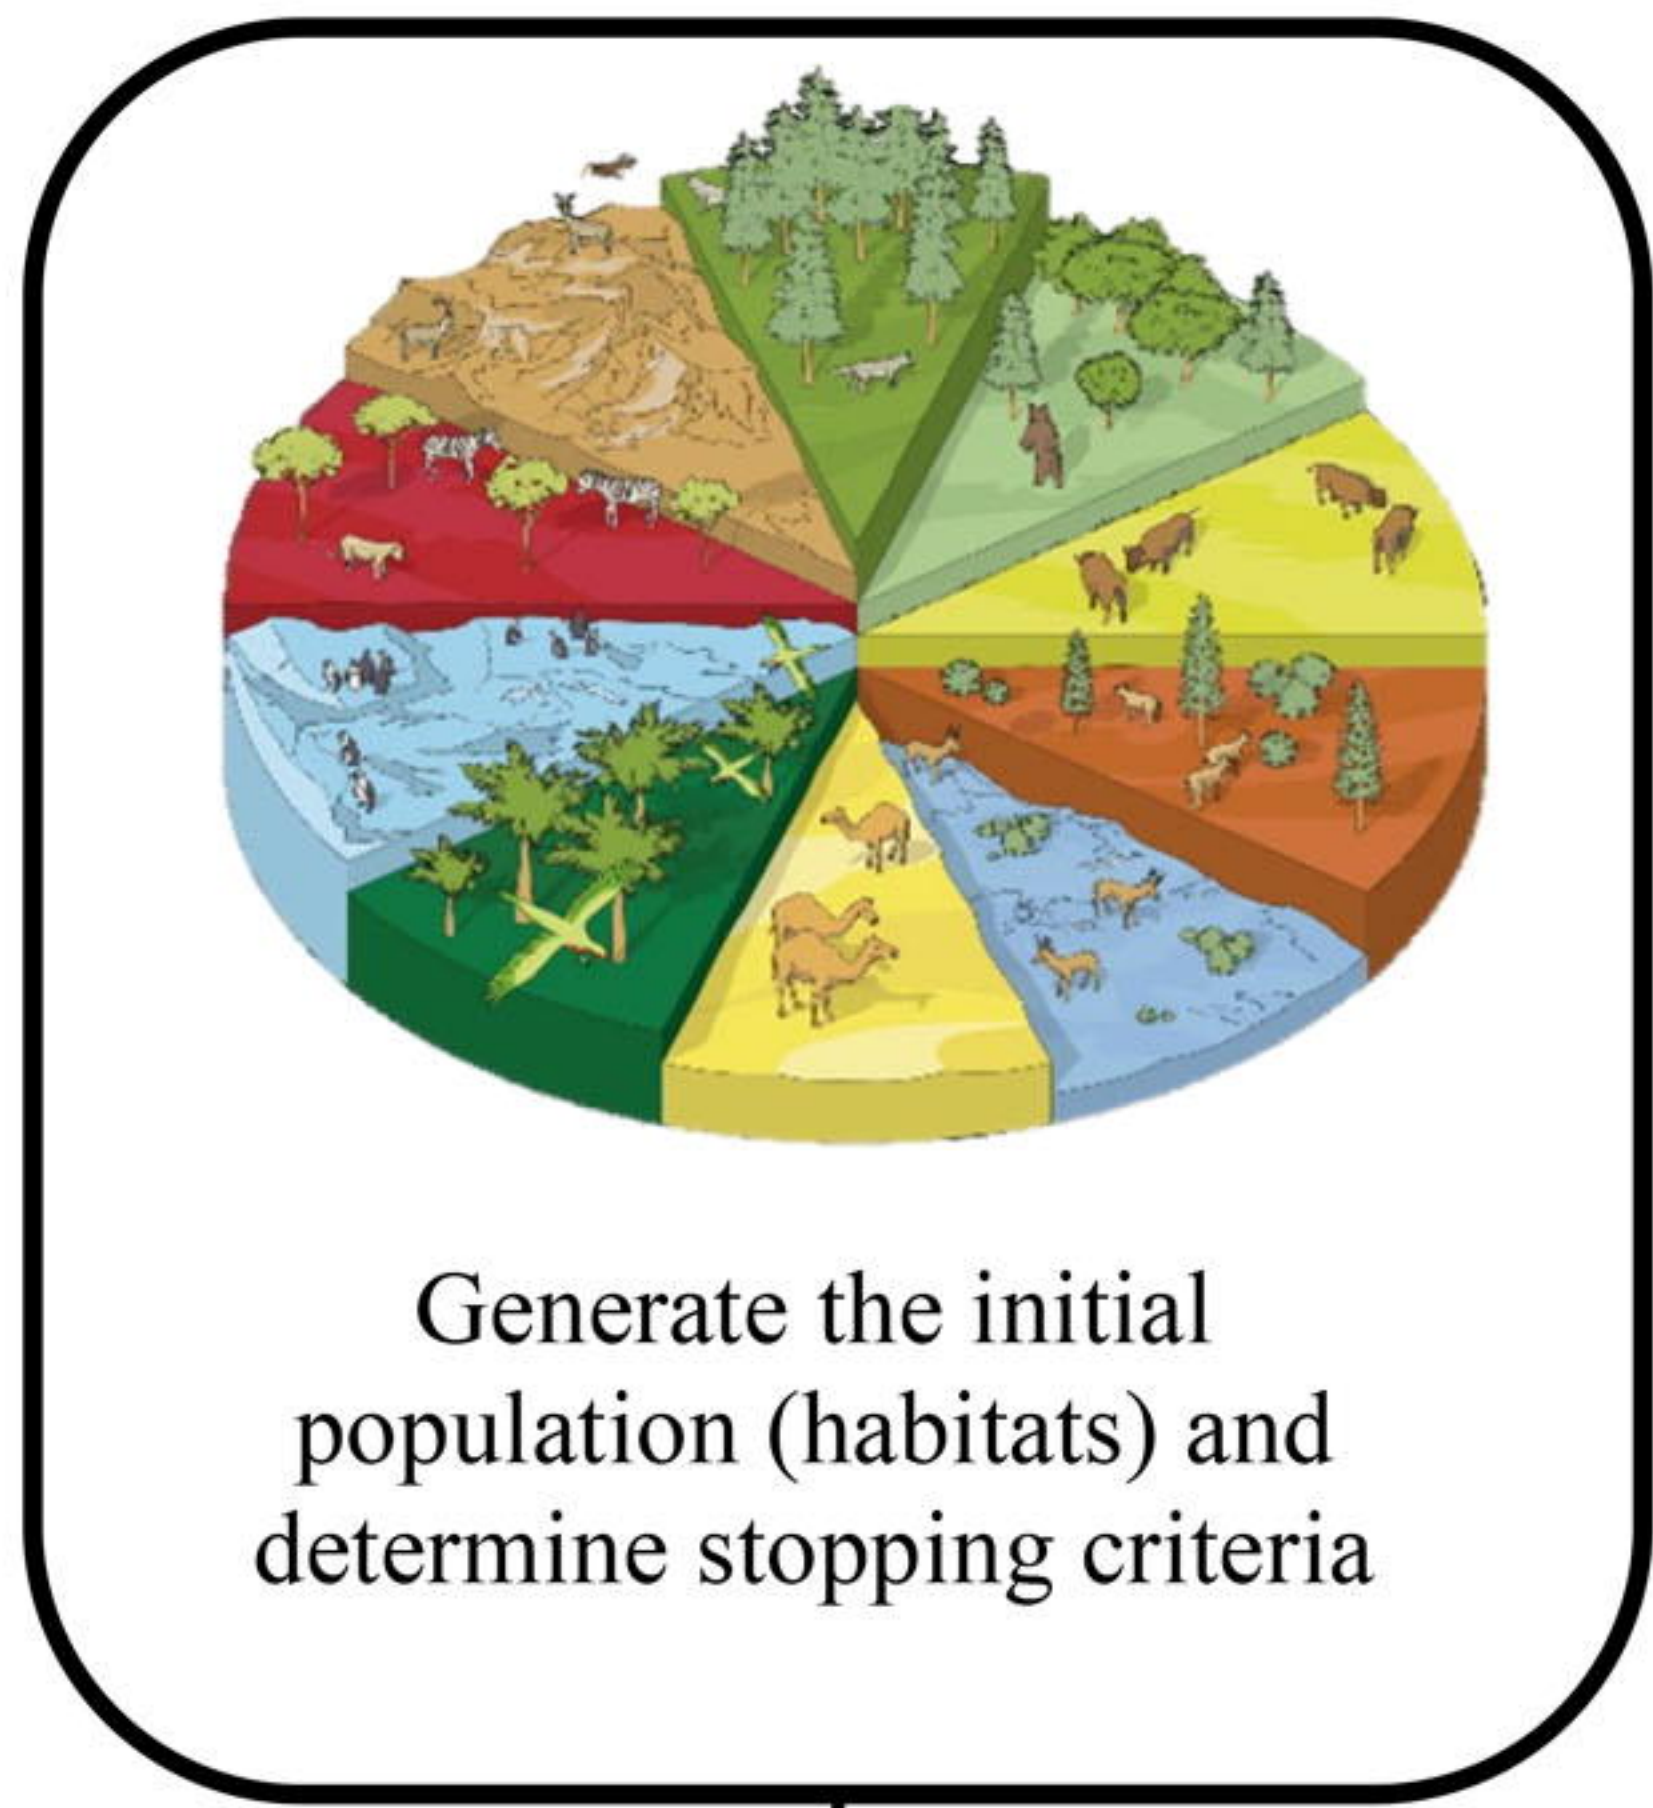 Generate the initial
population (habitats) and
determine stopping criteria